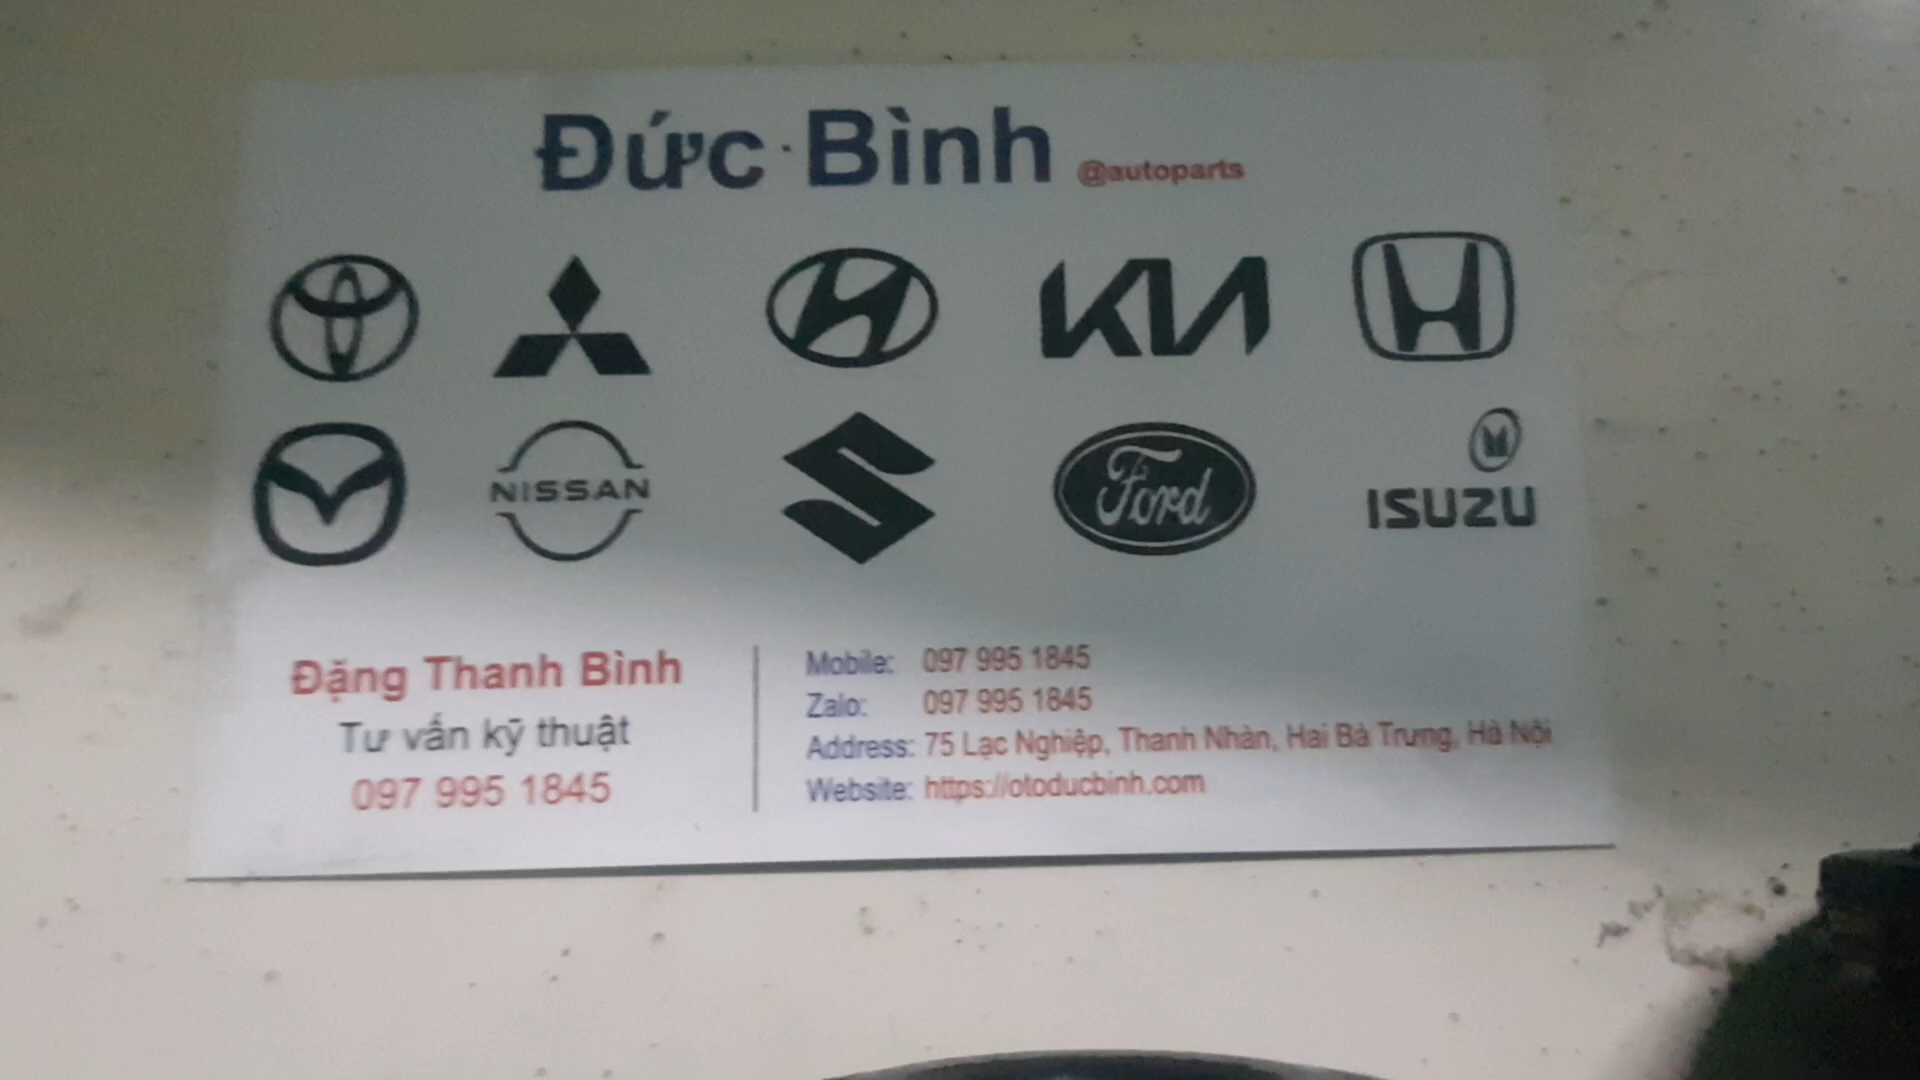 Đức Bình @autoparts
KIA
NISSAN
Ford
ISUZU
Đặng Thanh Bình
Tư vấn kỹ thuật
097 995 1845
Mobile: 097 995 1845
Zalo: 097 995 1845
Address: 75 Lạc Nghiệp, Thanh Nhàn, Hai Bà Trưng, Hà Nội
Website: https://otoducbinh.com